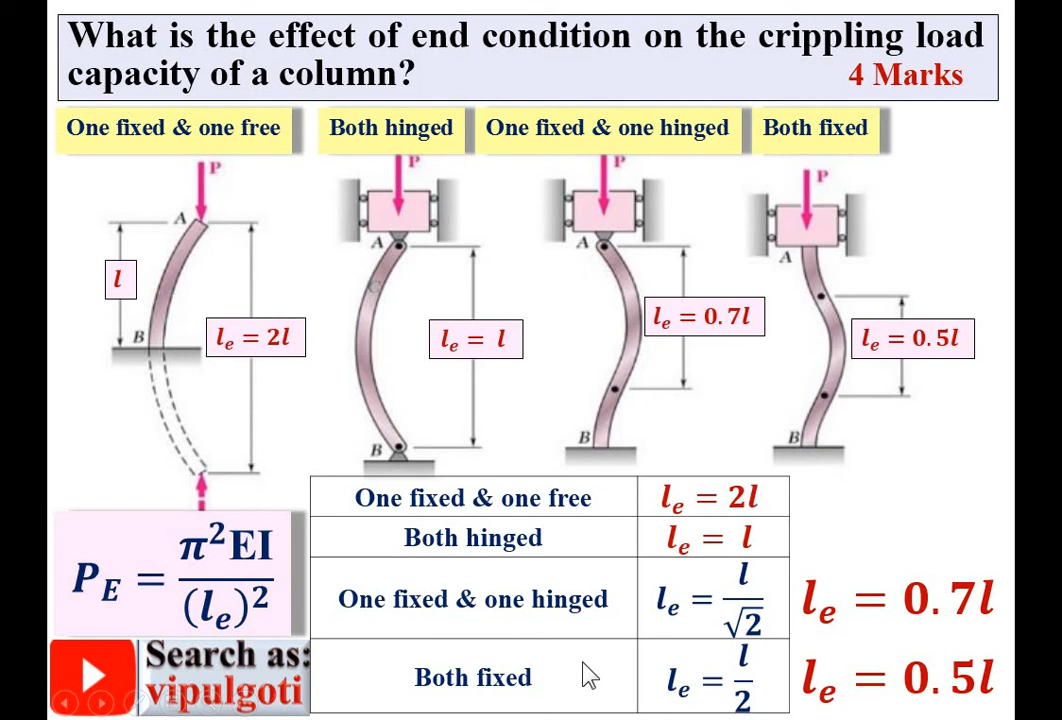 What is the effect of end condition on the crippling load
capacity of a column?
4 Marks
One fixed & one free
Both hinged
One fixed & one hinged
Both fixed
P
A
l
B
l_e = 2l
P
A
C
l_e = l
B
P
A
l_e = 0.7l
B
P
A
l_e = 0.5l
B
P_E = π²EI / (l_e)²
One fixed & one free l_e = 2l
Both hinged l_e = l
One fixed & one hinged l_e = l/√2 l_e = 0.7l
Both fixed l_e = l/2 l_e = 0.5l
Search as:
vipulgoti